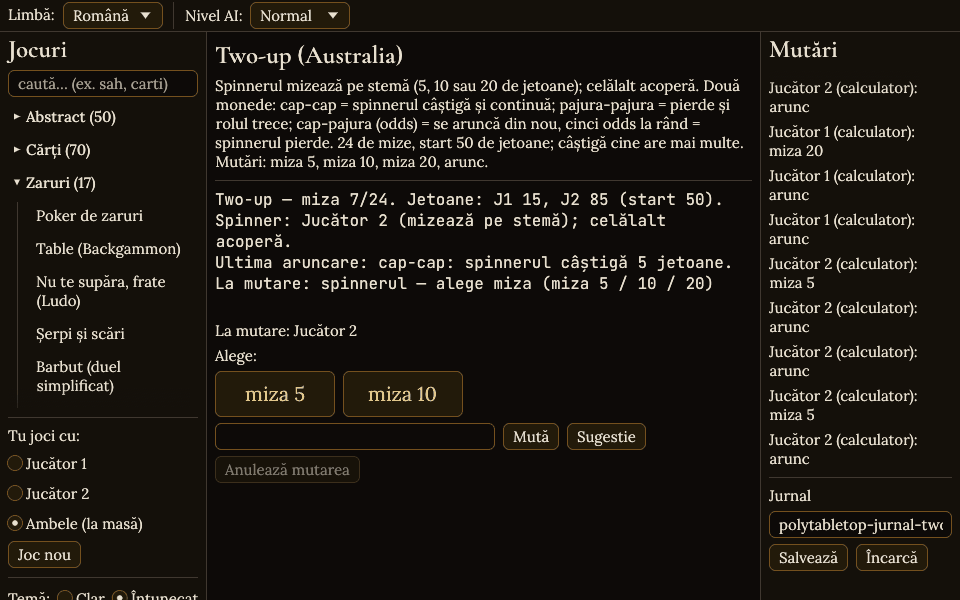 Limbă: Română ▼ Nivel AI: Normal ▼
Jocuri
caută... (ex. sah, carti)
▸ Abstract (50)
▸ Cărți (70)
▾ Zaruri (17)
Poker de zaruri
Table (Backgammon)
Nu te supăra, frate
(Ludo)
Șerpi și scări
Barbut (duel
simplificat)
Tu joci cu:
Jucător 1
Jucător 2
Ambele (la masă)
Joc nou
Temă: Clar Întunecat
Two-up (Australia)
Spinnerul mizează pe stemă (5, 10 sau 20 de jetoane); celălalt acoperă. Două
monede: cap-cap = spinnerul câștigă și continuă; pajura-pajura = pierde și
rolul trece; cap-pajura (odds) = se aruncă din nou, cinci odds la rând =
spinnerul pierde. 24 de mize, start 50 de jetoane; câștigă cine are mai multe.
Mutări: miza 5, miza 10, miza 20, arunc.
Two-up — miza 7/24. Jetoane: J1 15, J2 85 (start 50).
Spinner: Jucător 2 (mizează pe stemă); celălalt
acoperă.
Ultima aruncare: cap-cap: spinnerul câștigă 5 jetoane.
La mutare: spinnerul — alege miza (miza 5 / 10 / 20)
La mutare: Jucător 2
Alege:
miza 5 miza 10
Mută Sugestie
Anulează mutarea
Mutări
Jucător 2 (calculator):
arunc
Jucător 1 (calculator):
miza 20
Jucător 1 (calculator):
arunc
Jucător 1 (calculator):
arunc
Jucător 2 (calculator):
miza 5
Jucător 2 (calculator):
arunc
Jucător 2 (calculator):
arunc
Jucător 2 (calculator):
miza 5
Jucător 2 (calculator):
arunc
Jurnal
polytabletop-jurnal-two
Salvează Încarcă